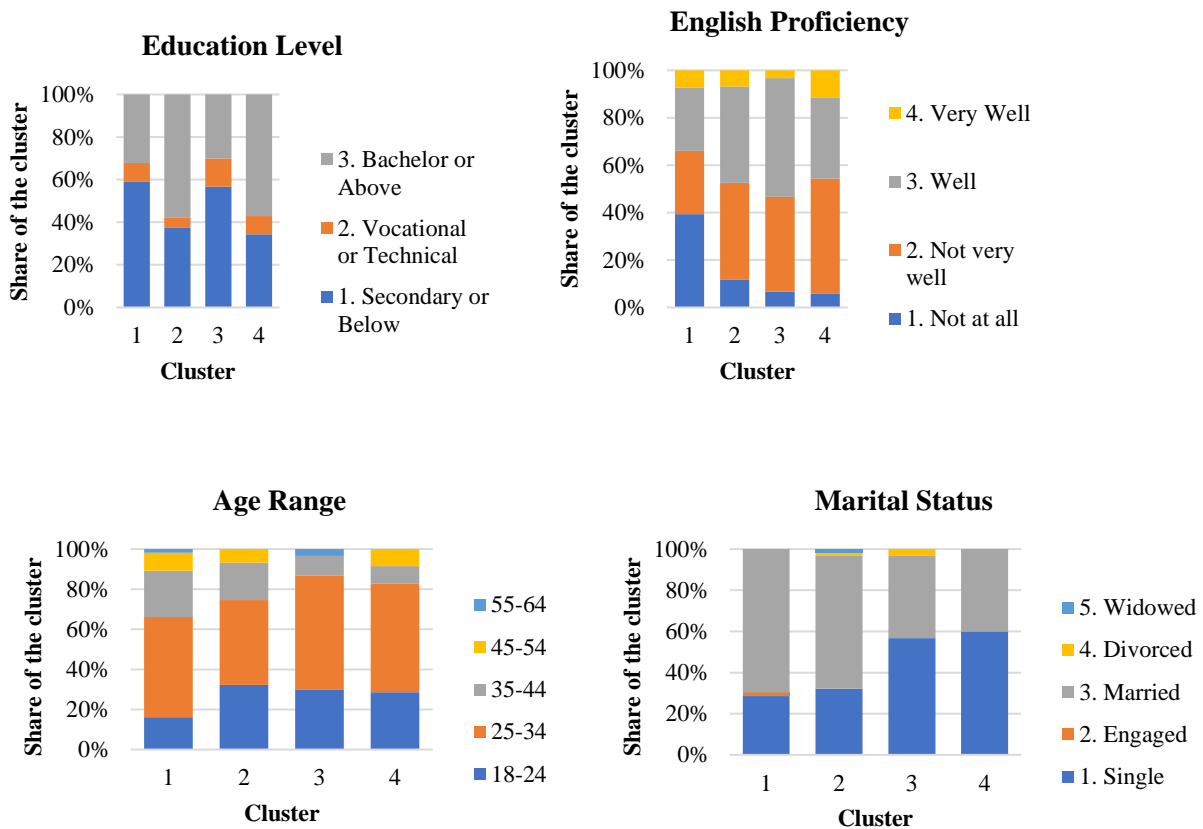 Education Level
Share of the cluster
100%
80%
60%
40%
20%
0%
1 2 3 4
Cluster
3. Bachelor or
Above
2. Vocational
or Technical
1. Secondary or
Below
English Proficiency
Share of the cluster
100%
80%
60%
40%
20%
0%
1 2 3 4
Cluster
4. Very Well
3. Well
2. Not very
well
1. Not at all
Age Range
Share of the cluster
100%
80%
60%
40%
20%
0%
1 2 3 4
Cluster
55-64
45-54
35-44
25-34
18-24
Marital Status
Share of the cluster
100%
80%
60%
40%
20%
0%
1 2 3 4
Cluster
5. Widowed
4. Divorced
3. Married
2. Engaged
1. Single